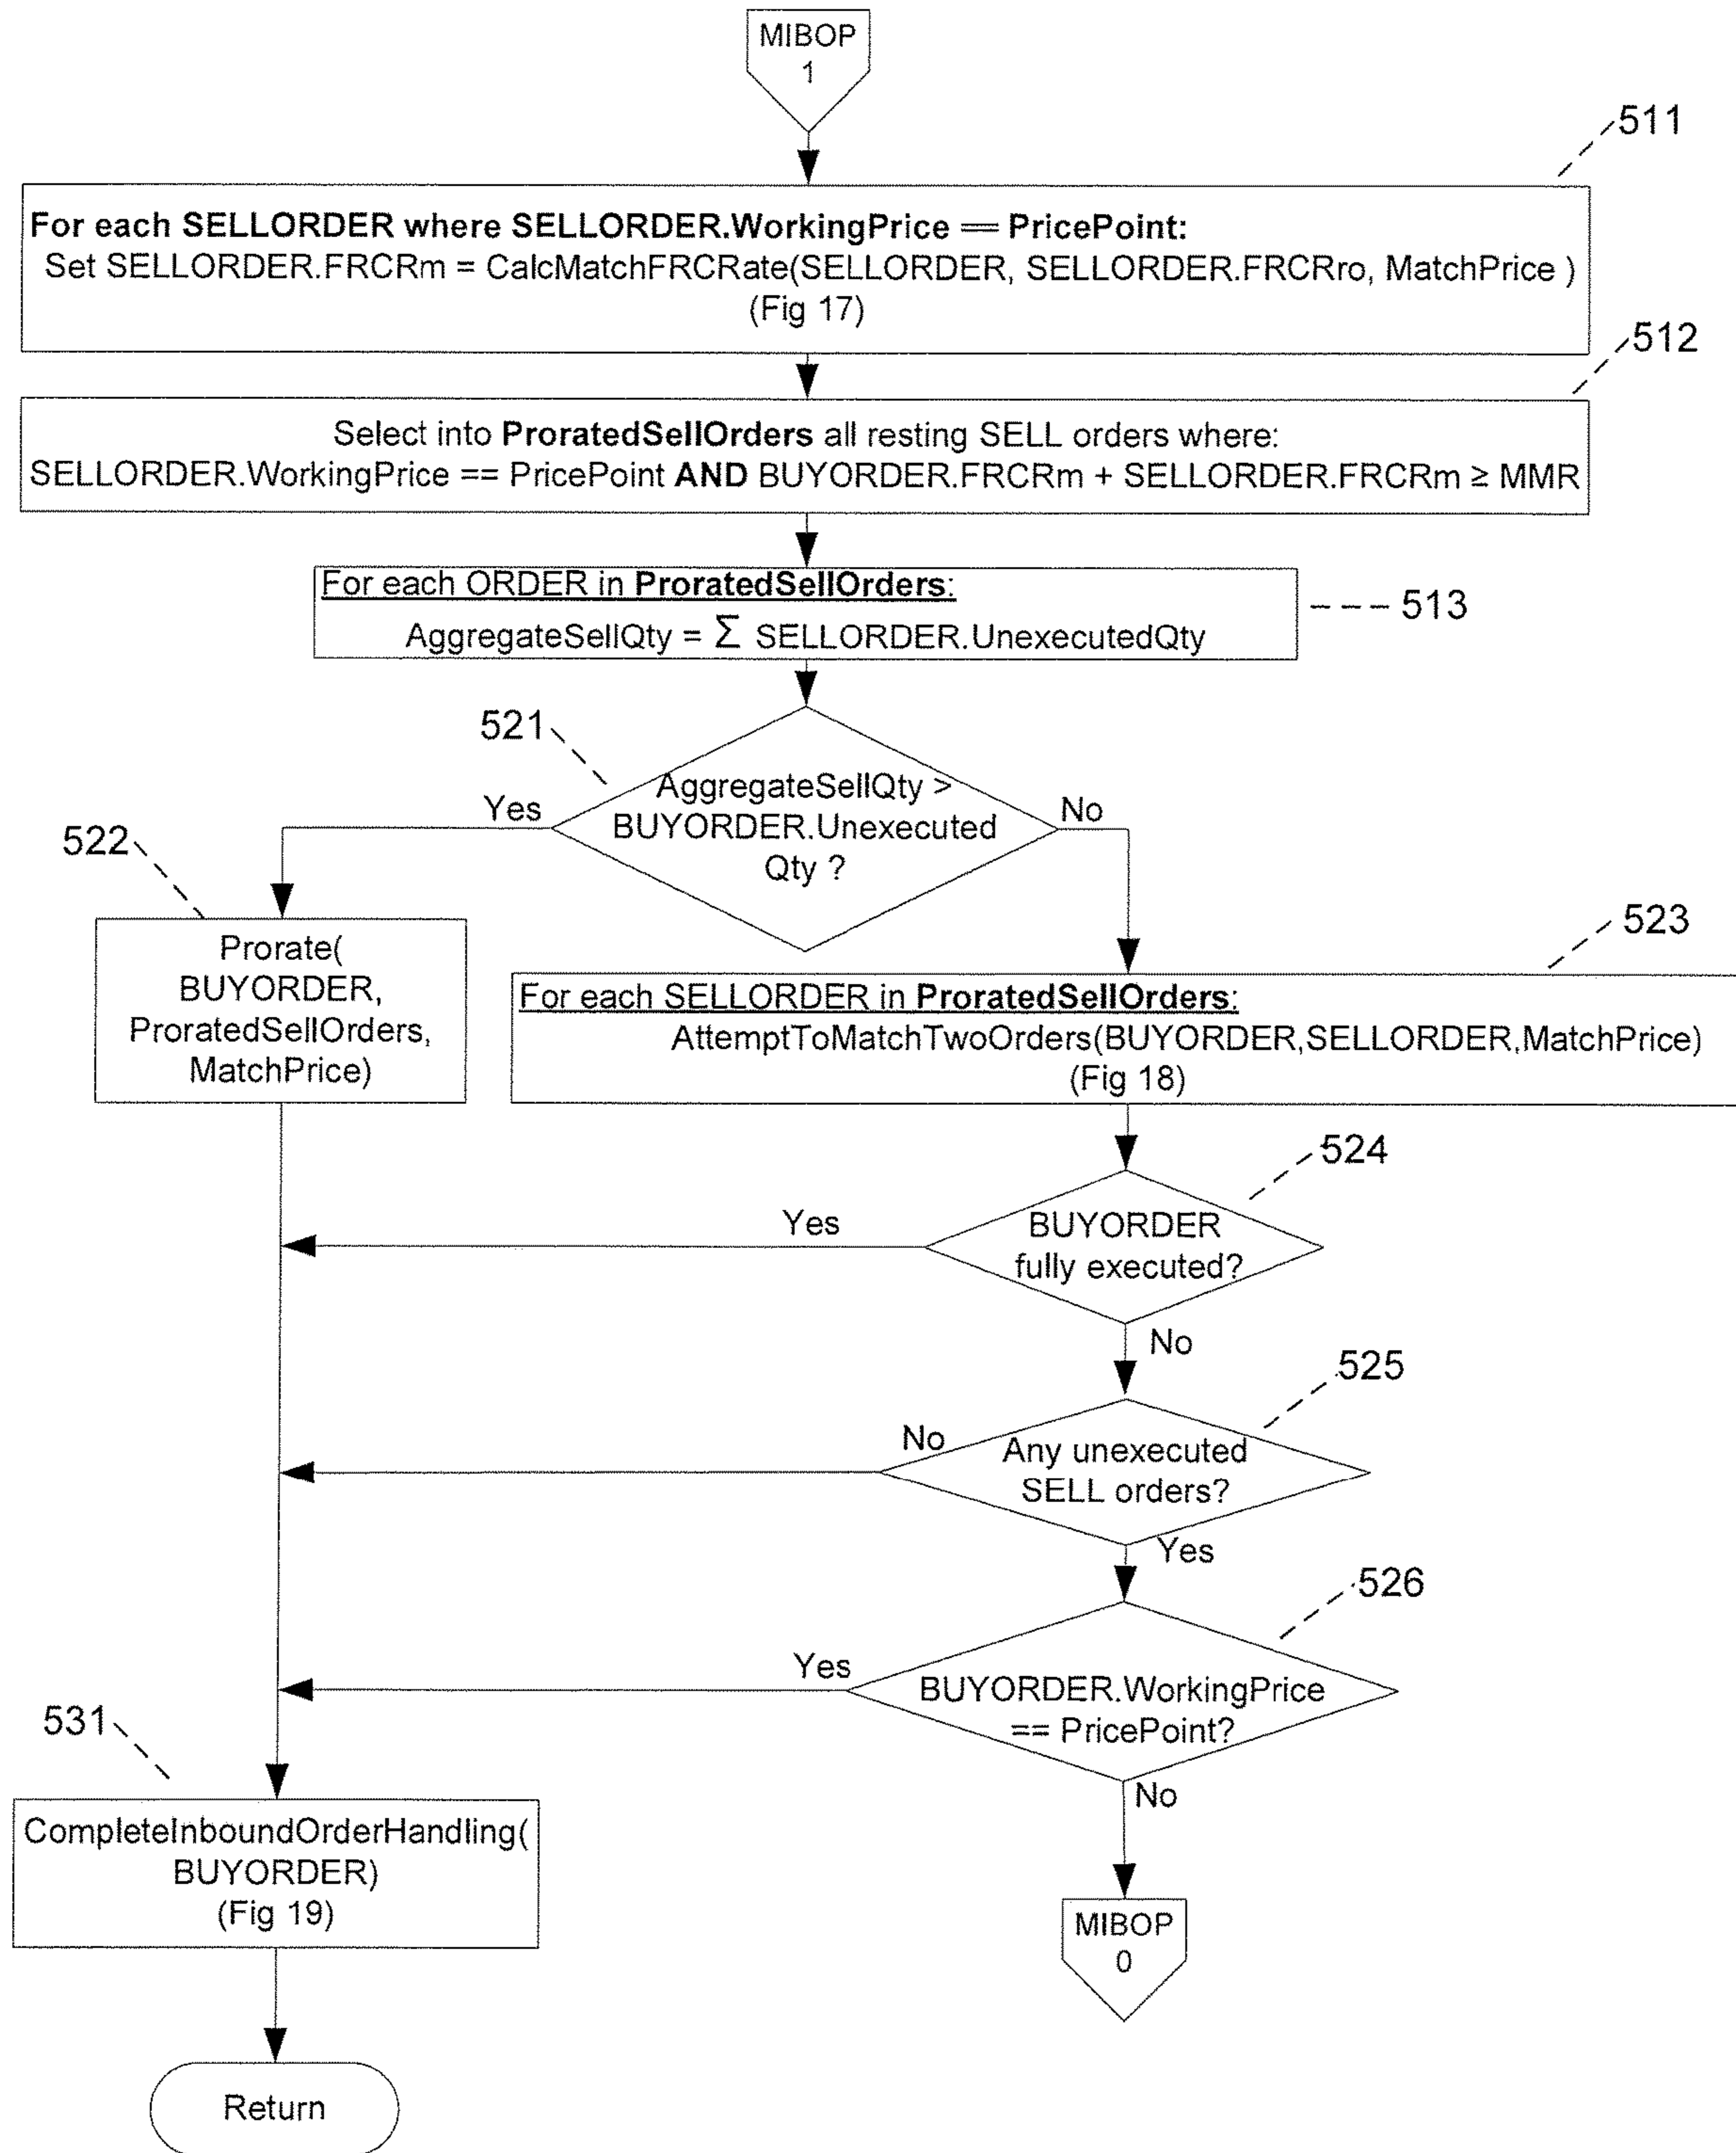 MIBOP
1
511
For each SELLORDER where SELLORDER.WorkingPrice == PricePoint:
Set SELLORDER.FRCRm = CalcMatchFRCRate(SELLORDER, SELLORDER.FRCRro, MatchPrice )
(Fig 17)
512
Select into ProratedSellOrders all resting SELL orders where:
SELLORDER.WorkingPrice == PricePoint AND BUYORDER.FRCRm + SELLORDER.FRCRm ≥ MMR
For each ORDER in ProratedSellOrders:
AggregateSellQty = Σ SELLORDER.UnexecutedQty
513
521
AggregateSellQty >
BUYORDER.Unexecuted
Qty ?
Yes
No
522
Prorate(
BUYORDER,
ProratedSellOrders,
MatchPrice)
523
For each SELLORDER in ProratedSellOrders:
AttemptToMatchTwoOrders(BUYORDER,SELLORDER,MatchPrice)
(Fig 18)
524
BUYORDER
fully executed?
Yes
No
525
Any unexecuted
SELL orders?
No
Yes
526
BUYORDER.WorkingPrice
== PricePoint?
Yes
No
531
CompleteInboundOrderHandling(
BUYORDER)
(Fig 19)
MIBOP
0
Return